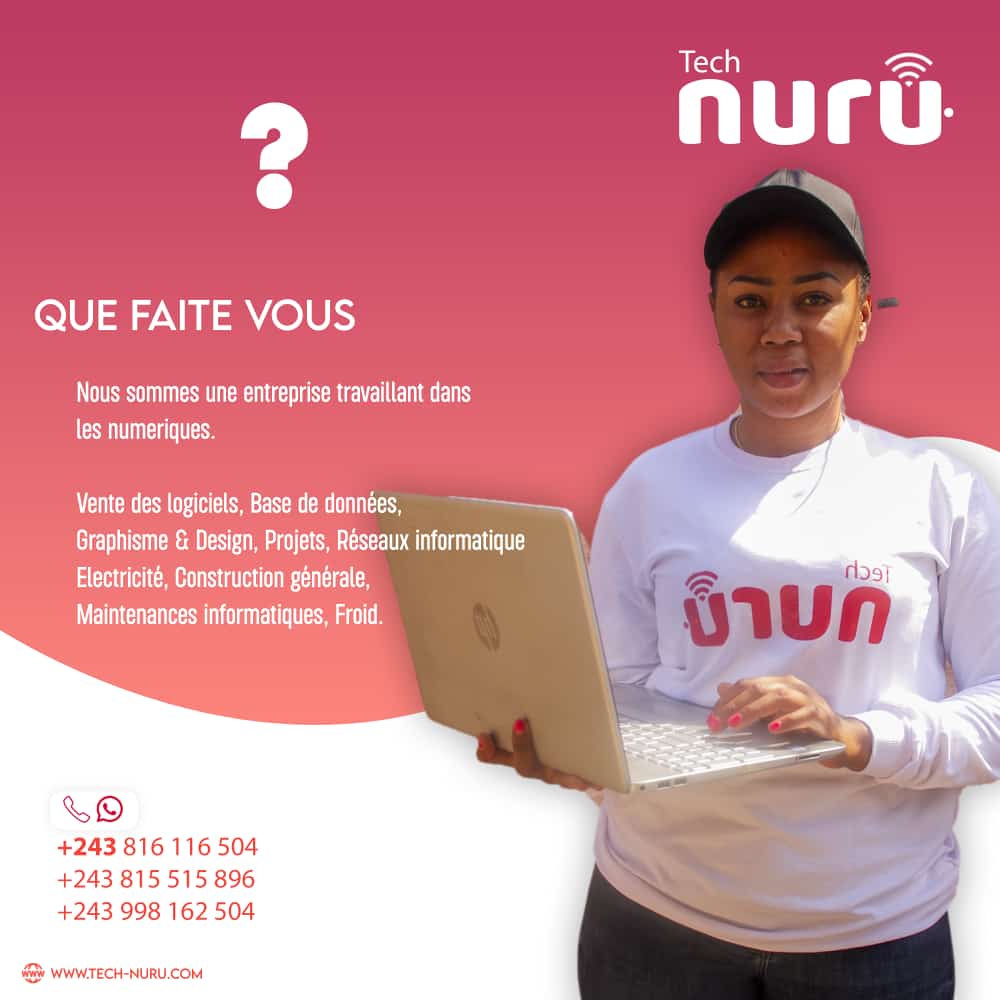 Tech
nuru
?
QUE FAITE VOUS
Nous sommes une entreprise travaillant dans
les numeriques.
Vente des logiciels, Base de données,
Graphisme & Design, Projets, Réseaux informatique
Electricité, Construction générale,
Maintenances informatiques, Froid.
Tech
nuru
hp
+243 816 116 504
+243 815 515 896
+243 998 162 504
www WWW.TECH-NURU.COM